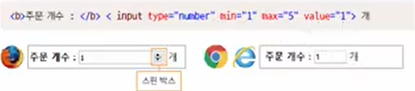 <b>주문 개수 : </b> < input type="number" min="1" max="5" value="1"> 개
주문 개수 : 1 개
주문 개수 : 1 개
스핀 박스